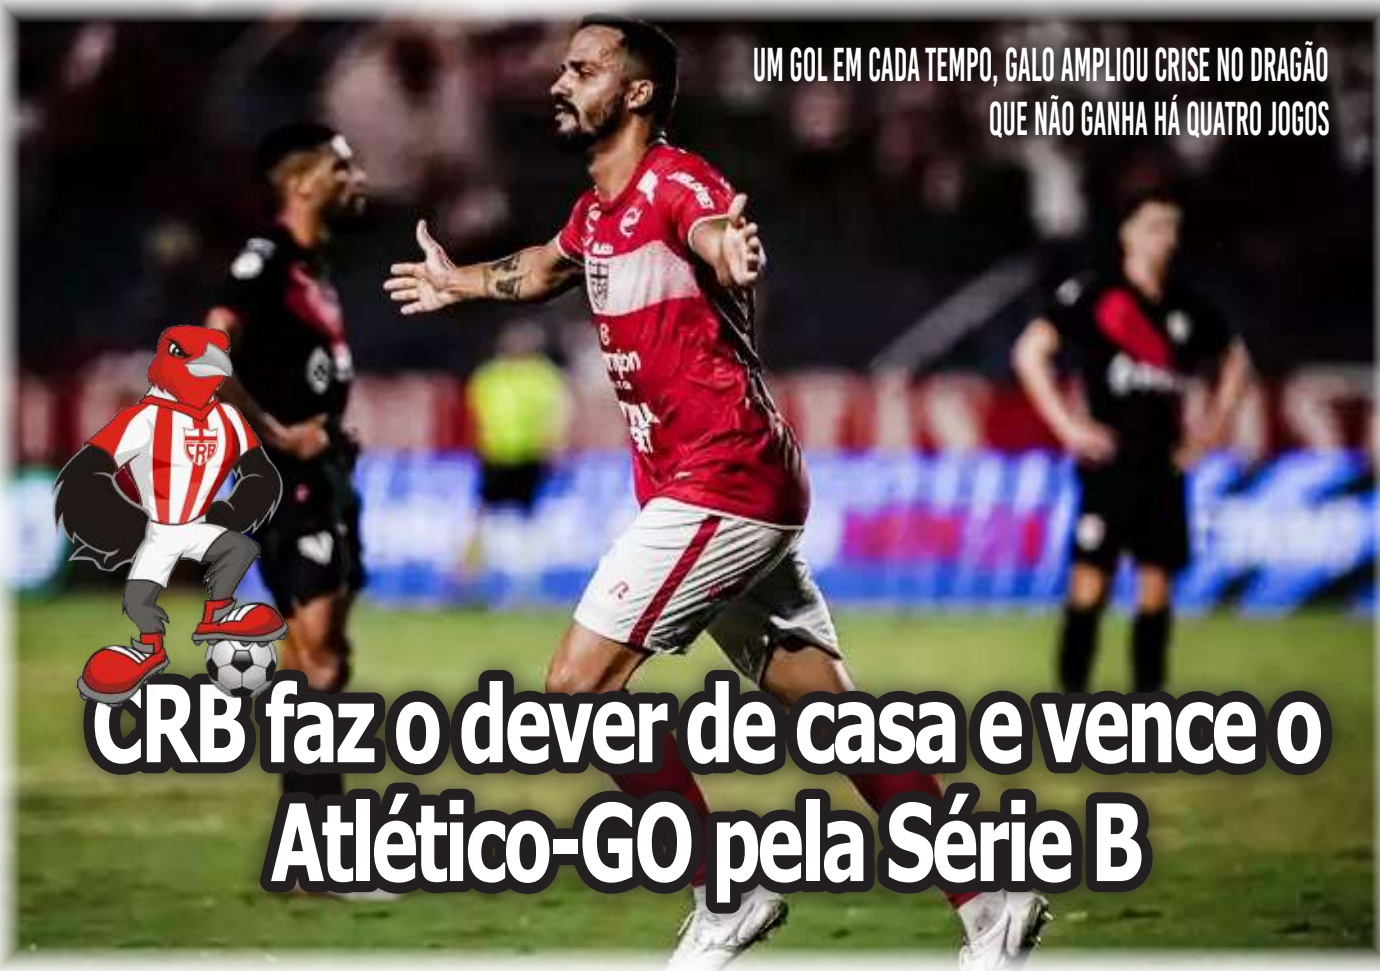 UM GOL EM CADA TEMPO, GALO AMPLIOU CRISE NO DRAGÃO
QUE NÃO GANHA HÁ QUATRO JOGOS
CRB
CRB faz o dever de casa e vence o
Atlético-GO pela Série B